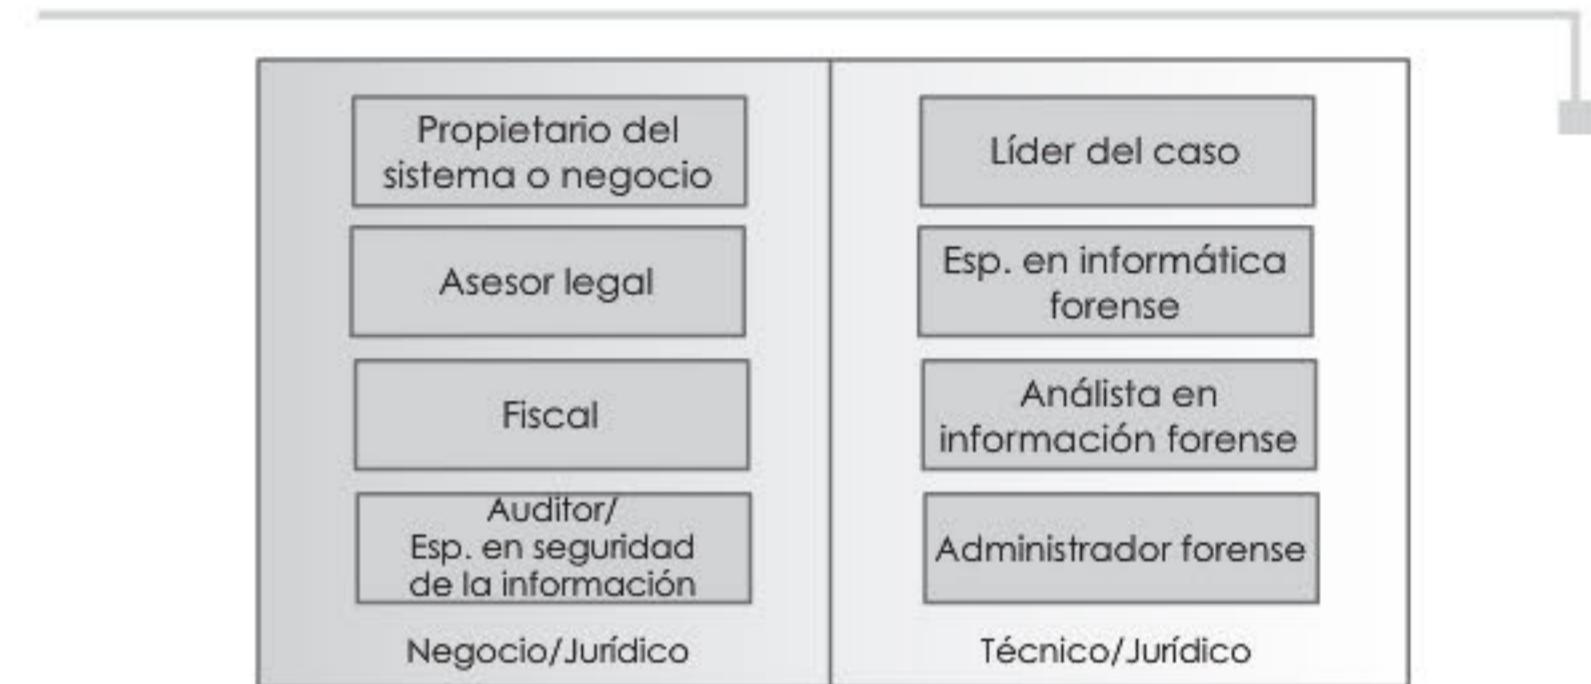 Propietario del
sistema o negocio
Asesor legal
Fiscal
Auditor/
Esp. en seguridad
de la información
Negocio/Jurídico
Líder del caso
Esp. en informática
forense
Análista en
información forense
Administrador forense
Técnico/Jurídico